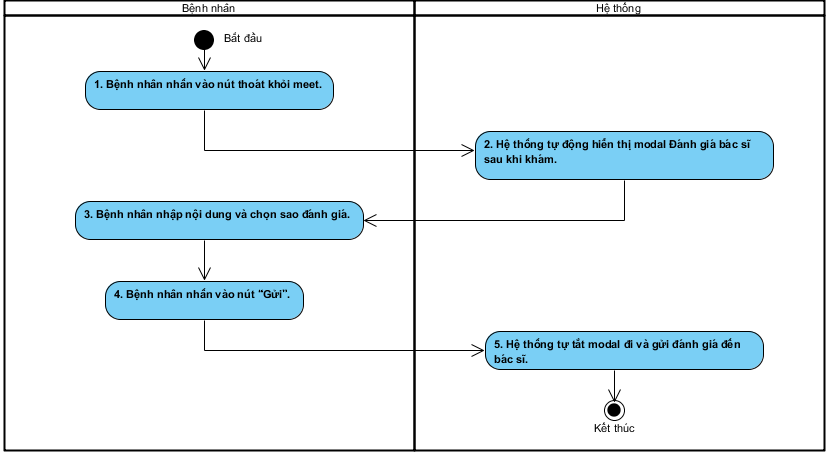 Bệnh nhân
Hệ thống
Bắt đầu
1. Bệnh nhân nhấn vào nút thoát khỏi meet.
2. Hệ thống tự động hiển thị modal Đánh giá bác sĩ
sau khi khám.
3. Bệnh nhân nhập nội dung và chọn sao đánh giá.
4. Bệnh nhân nhấn vào nút “Gửi”.
5. Hệ thống tự tắt modal đi và gửi đánh giá đến
bác sĩ.
Kết thúc